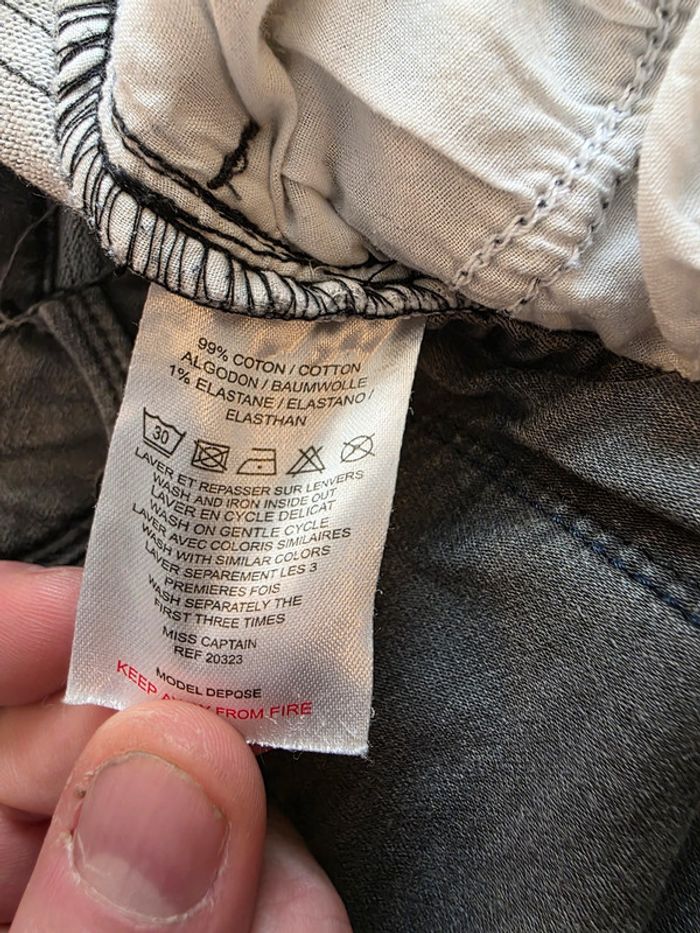 99% COTON / COTTON
ALGODON / BAUMWOLLE
1% ELASTANE / ELASTANO /
ELASTHAN
30
LAVER ET REPASSER SUR LENVERS
WASH AND IRON INSIDE OUT
LAVER EN CYCLE DELICAT
WASH ON GENTLE CYCLE
LAVER AVEC COLORIS SIMILAIRES
WASH WITH SIMILAR COLORS
LAVER SEPAREMENT LES 3
PREMIERES FOIS
WASH SEPARATELY THE
FIRST THREE TIMES
MISS CAPTAIN
REF 20323
MODEL DEPOSE
KEEP AWAY FROM FIRE